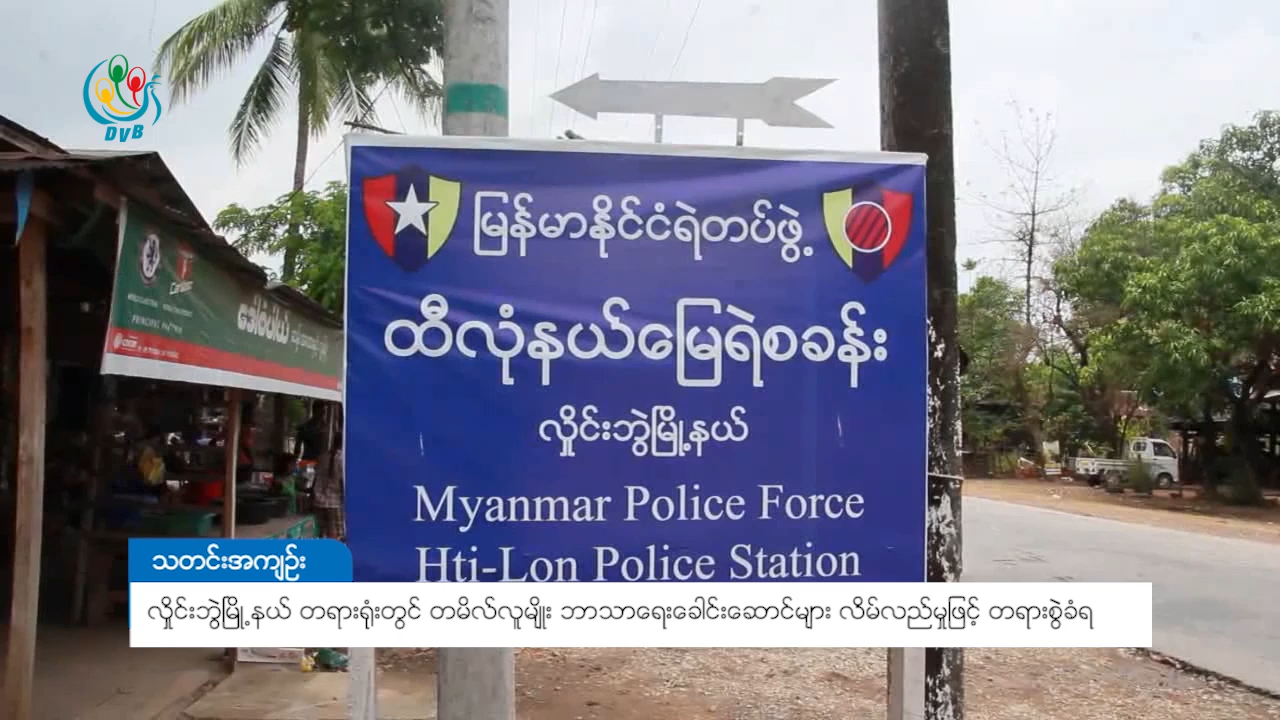 DVB
မြန်မာနိုင်ငံရဲတပ်ဖွဲ့
ထီလုံနယ်မြေရဲစခန်း
လှိုင်းဘွဲမြို့နယ်
Myanmar Police Force
Hti-Lon Police Station
သတင်းအကျဉ်း
လှိုင်းဘွဲမြို့နယ် တရားရုံးတွင် တမိလ်လူမျိုး ဘာသာရေးခေါင်းဆောင်များ လိမ်လည်မှုဖြင့် တရားစွဲခံရ